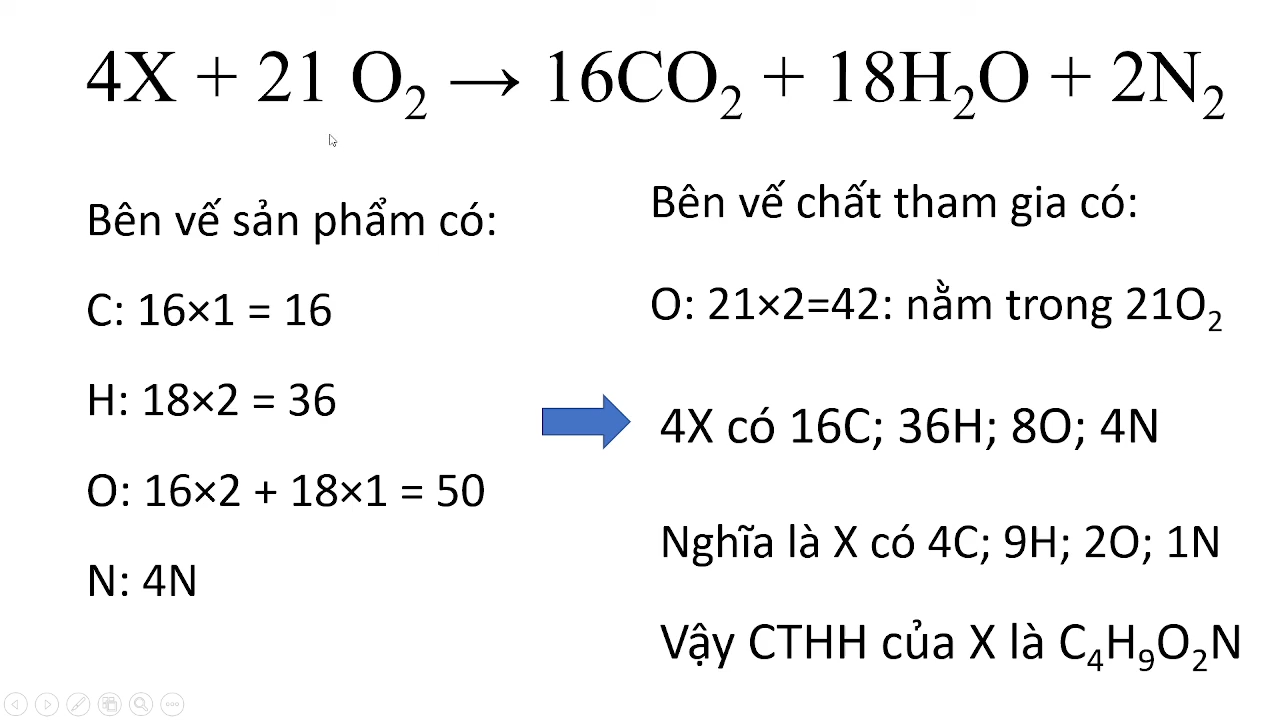 4X + 21 O₂ → 16CO₂ + 18H₂O + 2N₂
Bên vế sản phẩm có:
C: 16×1 = 16
H: 18×2 = 36
O: 16×2 + 18×1 = 50
N: 4N
Bên vế chất tham gia có:
O: 21×2=42: nằm trong 21O₂
4X có 16C; 36H; 8O; 4N
Nghĩa là X có 4C; 9H; 2O; 1N
Vậy CTHH của X là C₄H₉O₂N